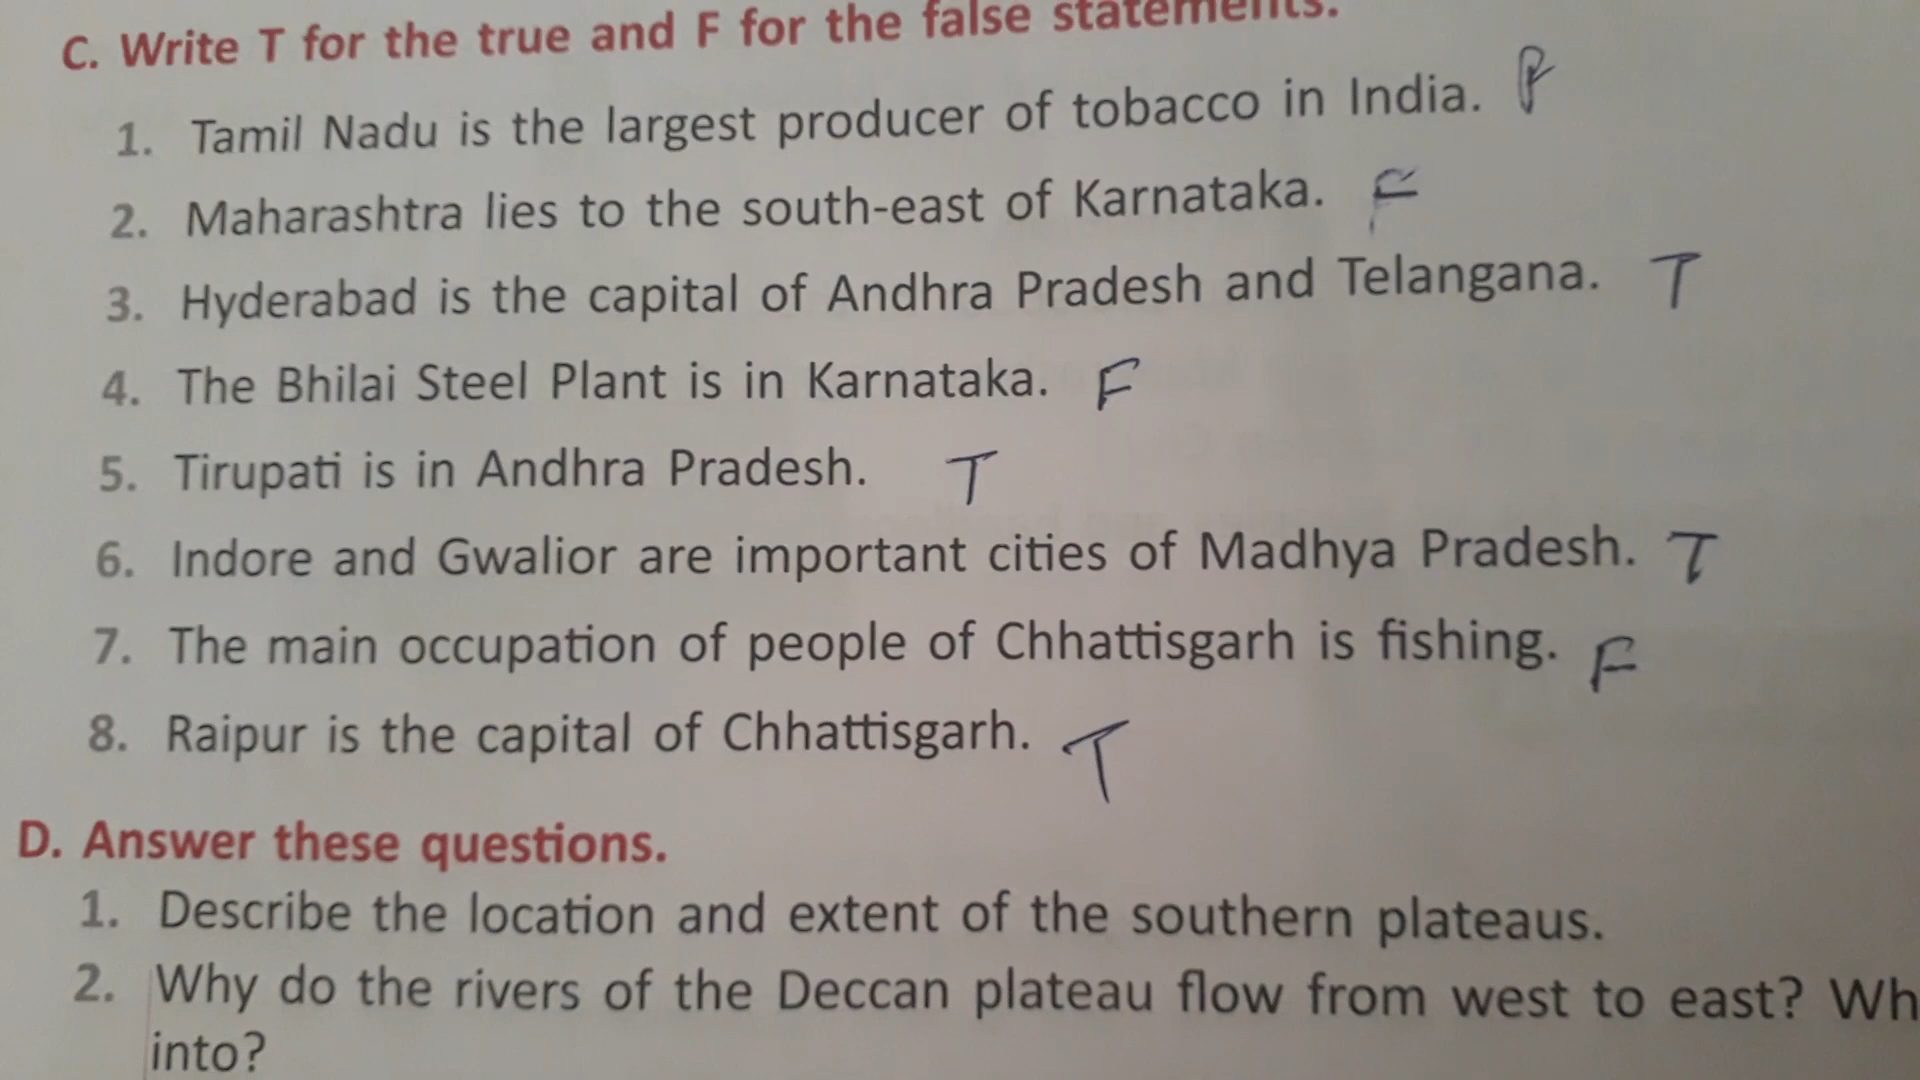 C. Write T for the true and F for the false statements.
1. Tamil Nadu is the largest producer of tobacco in India.
2. Maharashtra lies to the south-east of Karnataka. F
3. Hyderabad is the capital of Andhra Pradesh and Telangana. T
4. The Bhilai Steel Plant is in Karnataka. F
5. Tirupati is in Andhra Pradesh. T
6. Indore and Gwalior are important cities of Madhya Pradesh. T
7. The main occupation of people of Chhattisgarh is fishing. F
8. Raipur is the capital of Chhattisgarh. T
D. Answer these questions.
1. Describe the location and extent of the southern plateaus.
2. Why do the rivers of the Deccan plateau flow from west to east? Wh
into?